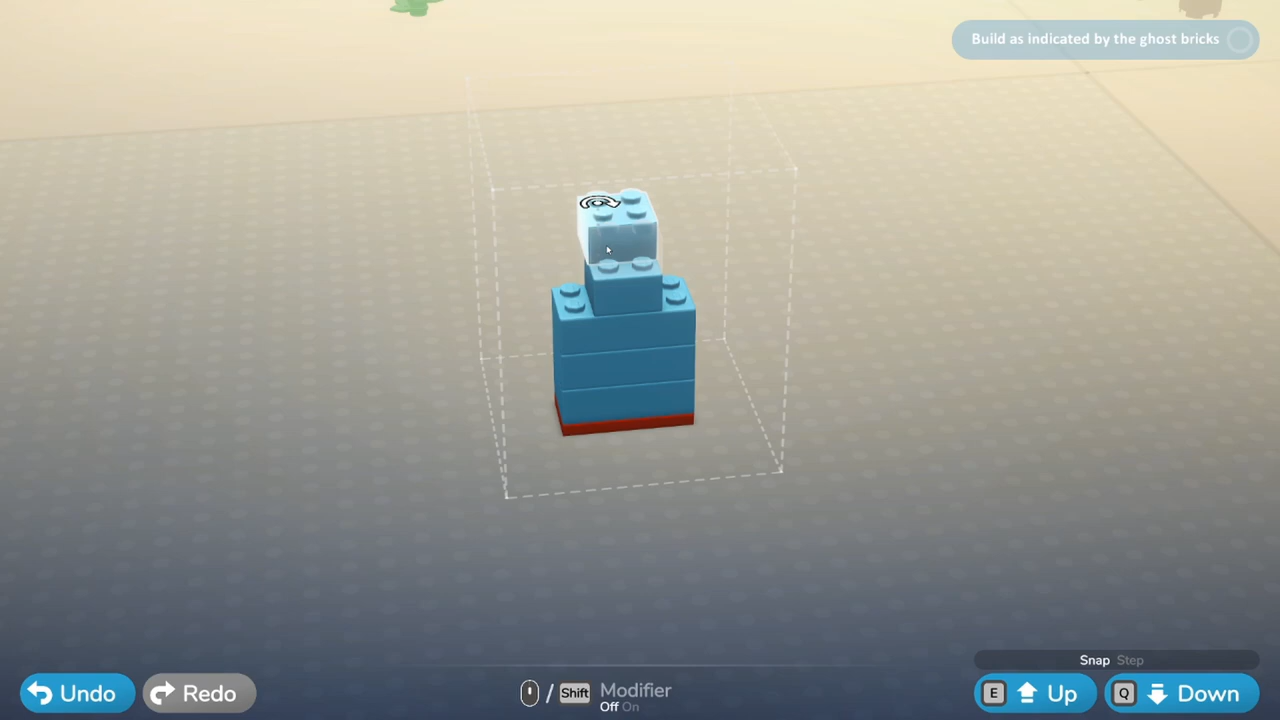 Build as indicated by the ghost bricks
Snap Step
Undo
Redo
/ Shift Modifier
Off On
E Up
Q Down